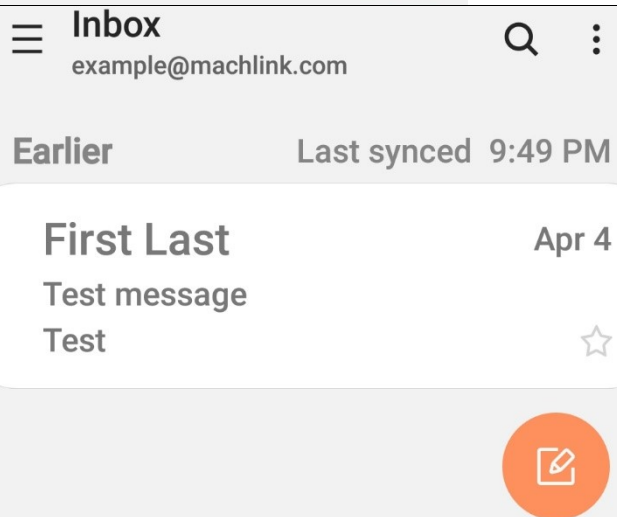 Inbox
example@machlink.com
Earlier Last synced 9:49 PM
First Last Apr 4
Test message
Test